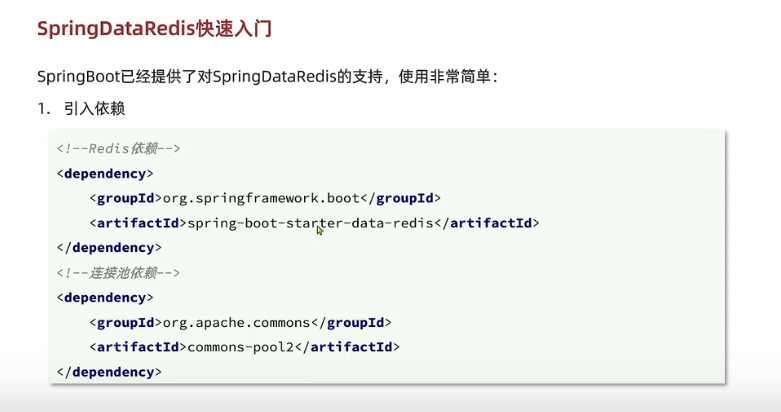 SpringDataRedis快速入门
SpringBoot已经提供了对SpringDataRedis的支持，使用非常简单：
1. 引入依赖
<!--Redis依赖-->
<dependency>
    <groupId>org.springframework.boot</groupId>
    <artifactId>spring-boot-starter-data-redis</artifactId>
</dependency>
<!--连接池依赖-->
<dependency>
    <groupId>org.apache.commons</groupId>
    <artifactId>commons-pool2</artifactId>
</dependency>